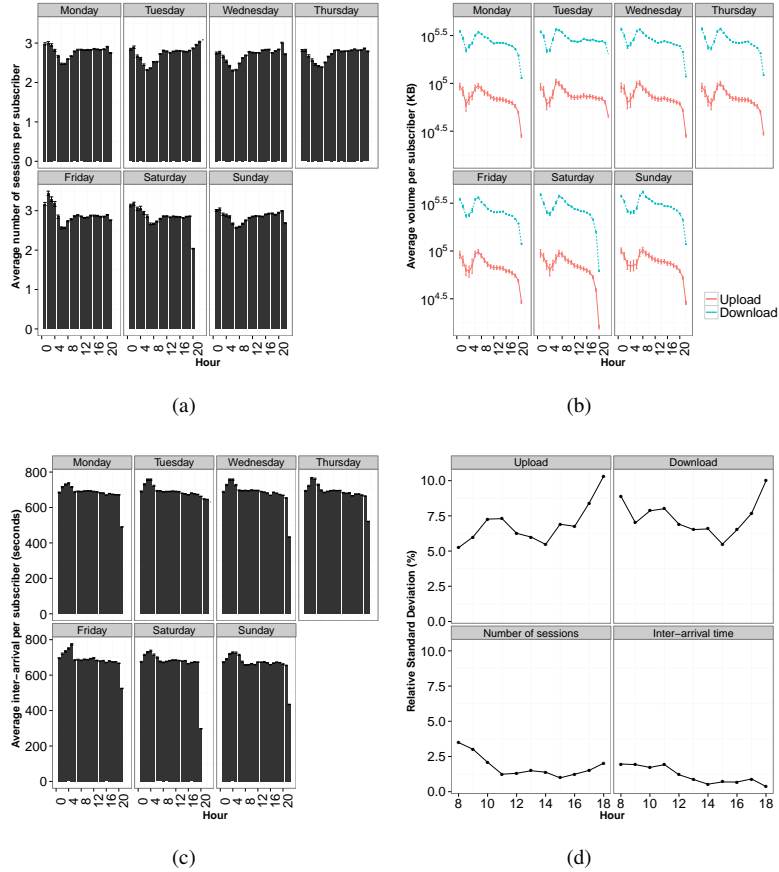 Monday Tuesday Wednesday Thursday
Friday Saturday Sunday
3
2
1
0
3
2
1
0
Average number of sessions per subscriber
0 4 8 12 16 20 0 4 8 12 16 20 0 4 8 12 16 20
Hour
(a)
Monday Tuesday Wednesday Thursday
Friday Saturday Sunday
10^5.5
10^5
10^4.5
10^5.5
10^5
10^4.5
Average volume per subscriber (KB)
0 4 8 12 16 20 0 4 8 12 16 20 0 4 8 12 16 20
Hour
Upload
Download
(b)
Monday Tuesday Wednesday Thursday
Friday Saturday Sunday
800
600
400
200
0
800
600
400
200
0
Average inter−arrival per subscriber (seconds)
0 4 8 12 16 20 0 4 8 12 16 20 0 4 8 12 16 20
Hour
(c)
Upload Download
Number of sessions Inter−arrival time
10.0
7.5
5.0
2.5
0.0
10.0
7.5
5.0
2.5
0.0
Relative Standard Deviation (%)
8 10 12 14 16 18 8 10 12 14 16 18
Hour
(d)